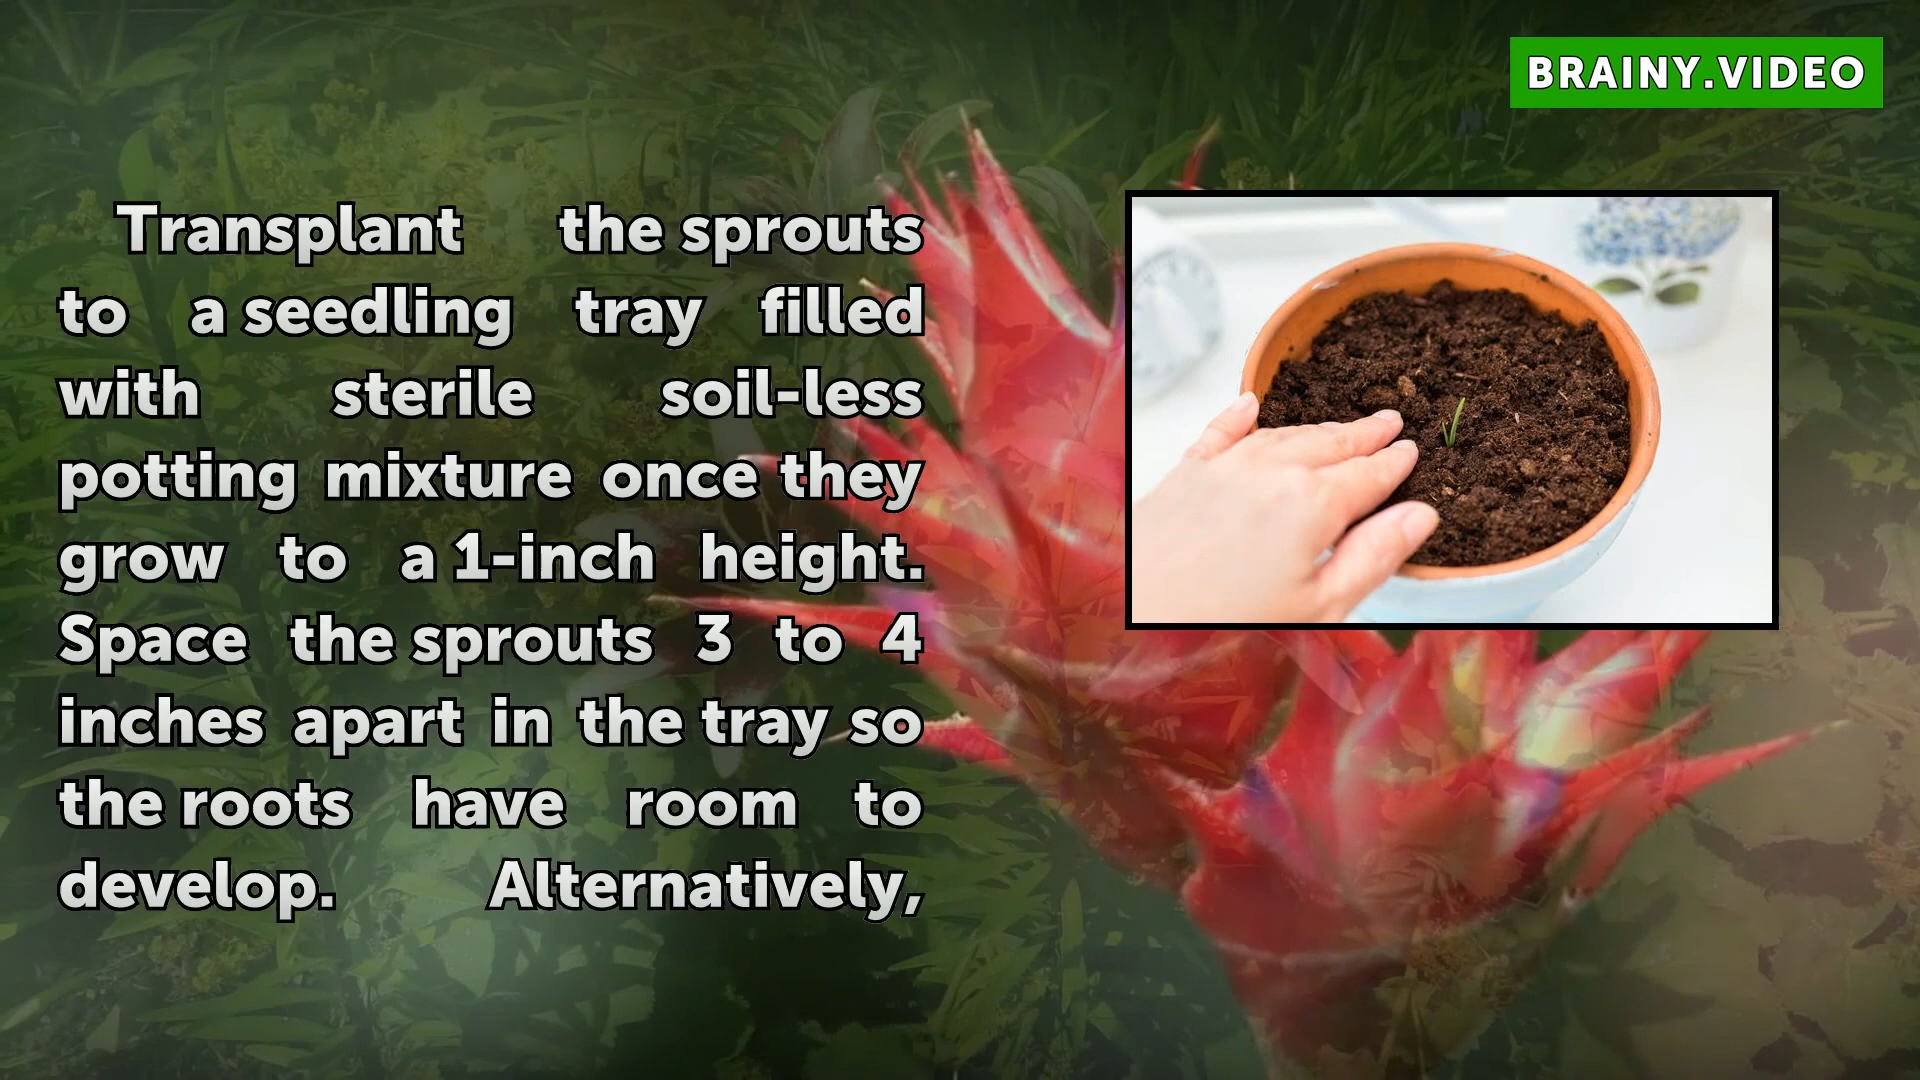 BRAINY.VIDEO
Transplant the sprouts
to a seedling tray filled
with sterile soil-less
potting mixture once they
grow to a 1-inch height.
Space the sprouts 3 to 4
inches apart in the tray so
the roots have room to
develop. Alternatively,